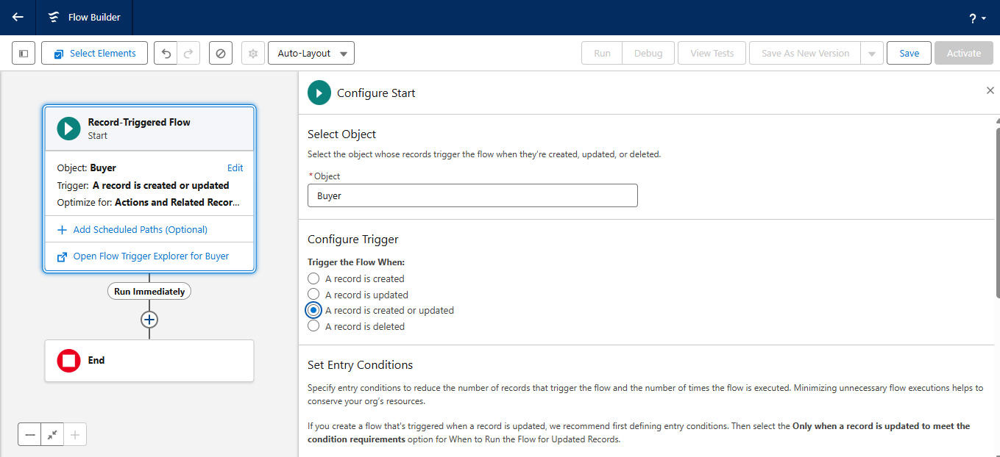 Flow Builder
?
Select Elements
Auto-Layout
Run
Debug
View Tests
Save As New Version
Save
Activate
Record-Triggered Flow
Start
Object: Buyer
Edit
Trigger: A record is created or updated
Optimize for: Actions and Related Recor...
Add Scheduled Paths (Optional)
Open Flow Trigger Explorer for Buyer
Run Immediately
End
Configure Start
Select Object
Select the object whose records trigger the flow when they're created, updated, or deleted.
*Object
Buyer
Configure Trigger
Trigger the Flow When:
A record is created
A record is updated
A record is created or updated
A record is deleted
Set Entry Conditions
Specify entry conditions to reduce the number of records that trigger the flow and the number of times the flow is executed. Minimizing unnecessary flow executions helps to
conserve your org's resources.
If you create a flow that's triggered when a record is updated, we recommend first defining entry conditions. Then select the Only when a record is updated to meet the
condition requirements option for When to Run the Flow for Updated Records.